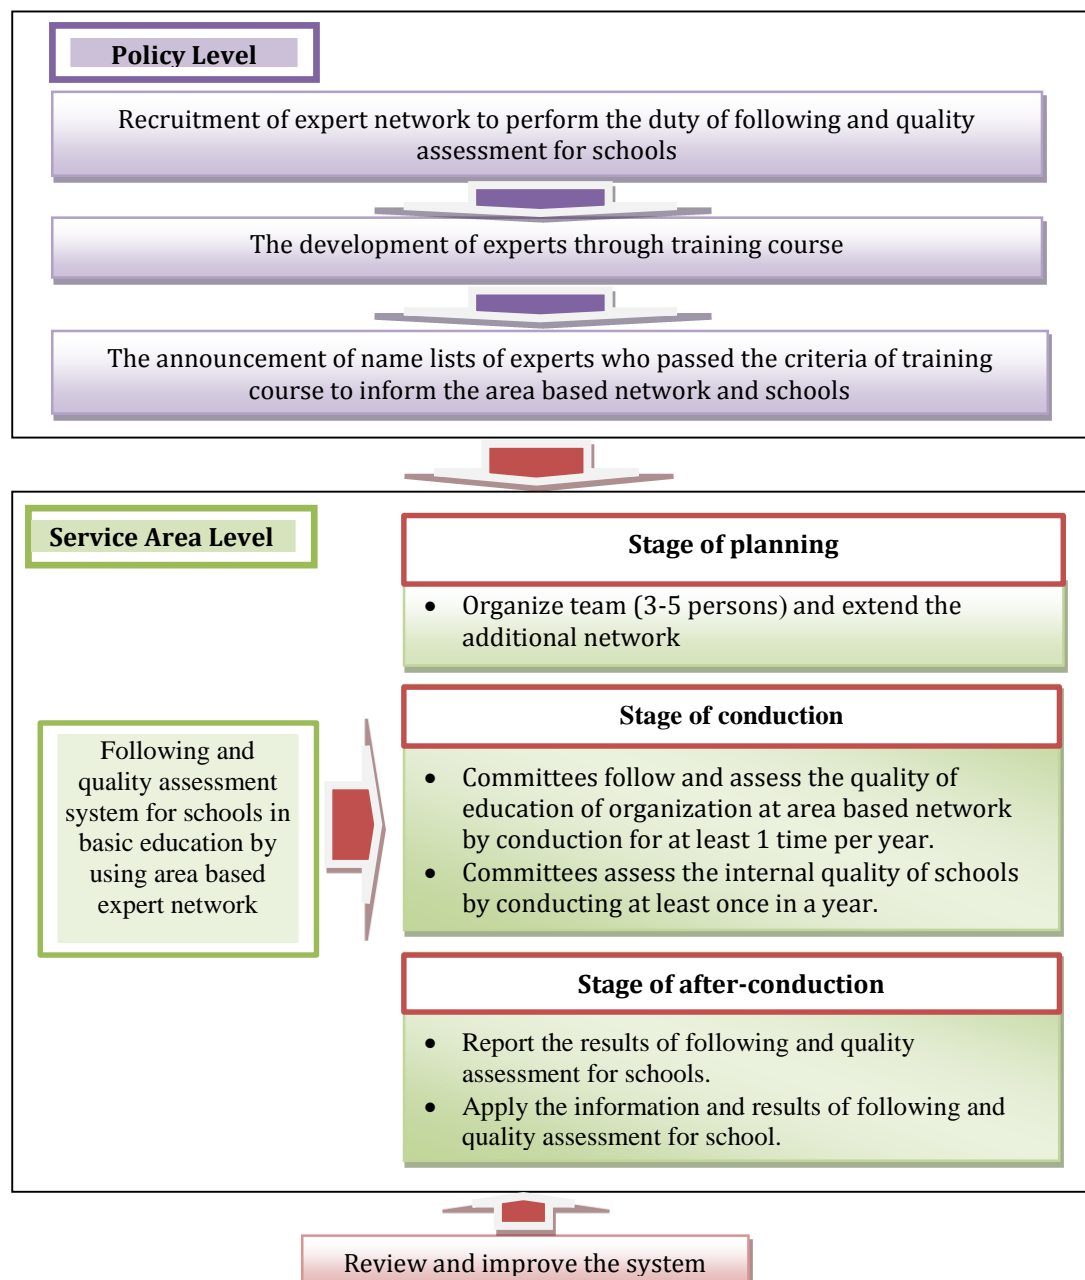 Policy Level
Recruitment of expert network to perform the duty of following and quality
assessment for schools
The development of experts through training course
The announcement of name lists of experts who passed the criteria of training
course to inform the area based network and schools
Service Area Level
Following and
quality assessment
system for schools in
basic education by
using area based
expert network
Stage of planning
• Organize team (3-5 persons) and extend the
additional network
Stage of conduction
• Committees follow and assess the quality of
education of organization at area based network
by conduction for at least 1 time per year.
• Committees assess the internal quality of schools
by conducting at least once in a year.
Stage of after-conduction
• Report the results of following and quality
assessment for schools.
• Apply the information and results of following and
quality assessment for school.
Review and improve the system